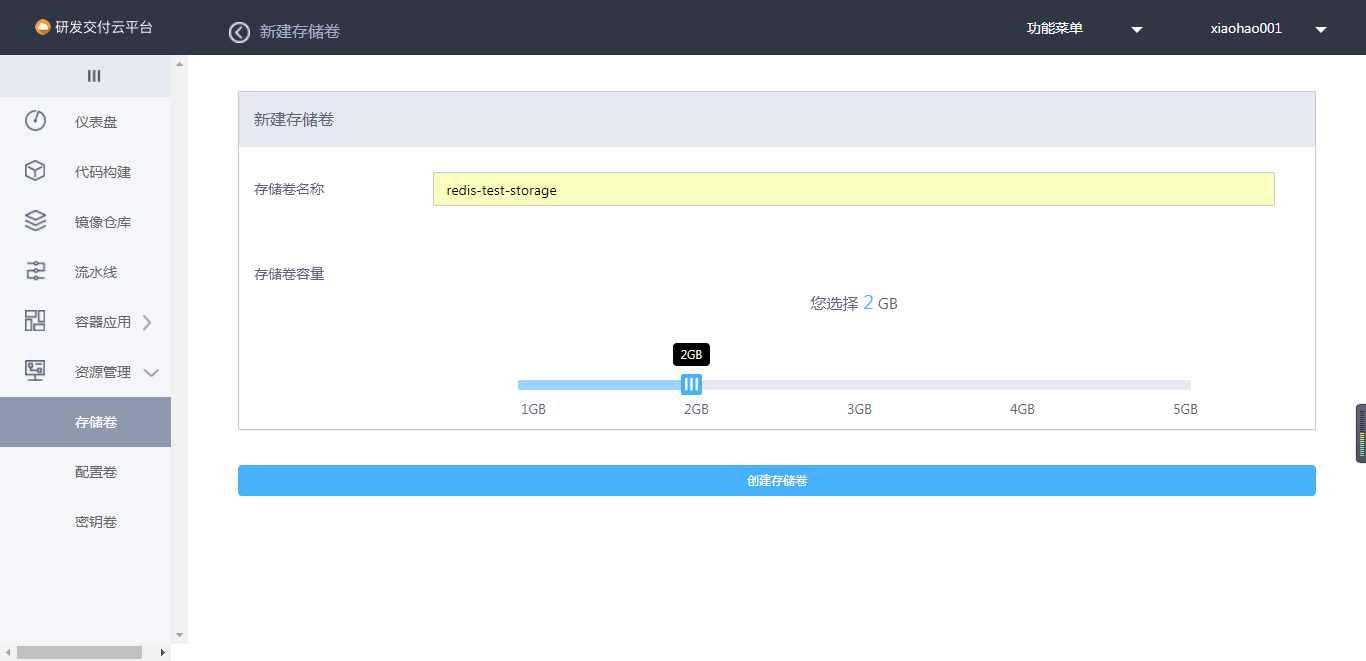 研发交付云平台
新建存储卷
功能菜单
xiaohao001
仪表盘
代码构建
镜像仓库
流水线
容器应用
资源管理
存储卷
配置卷
密钥卷
新建存储卷
存储卷名称
redis-test-storage
存储卷容量
您选择 2 GB
2GB
1GB 2GB 3GB 4GB 5GB
创建存储卷